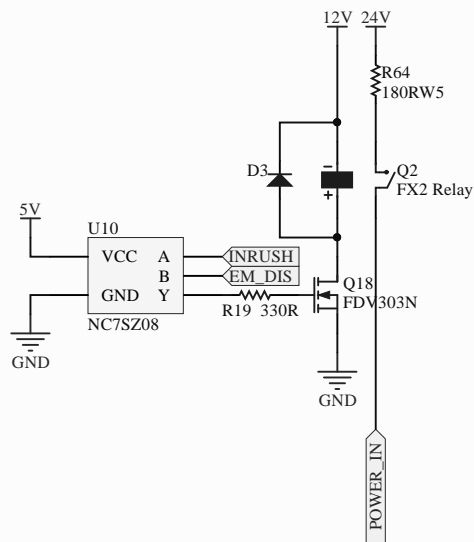 12V 24V
R64
180RW5
D3
Q2
FX2 Relay
5V
U10
VCC A INRUSH
B EM_DIS
GND Y
Q18
FDV303N
R19 330R
NC7SZ08
GND
GND
POWER_IN